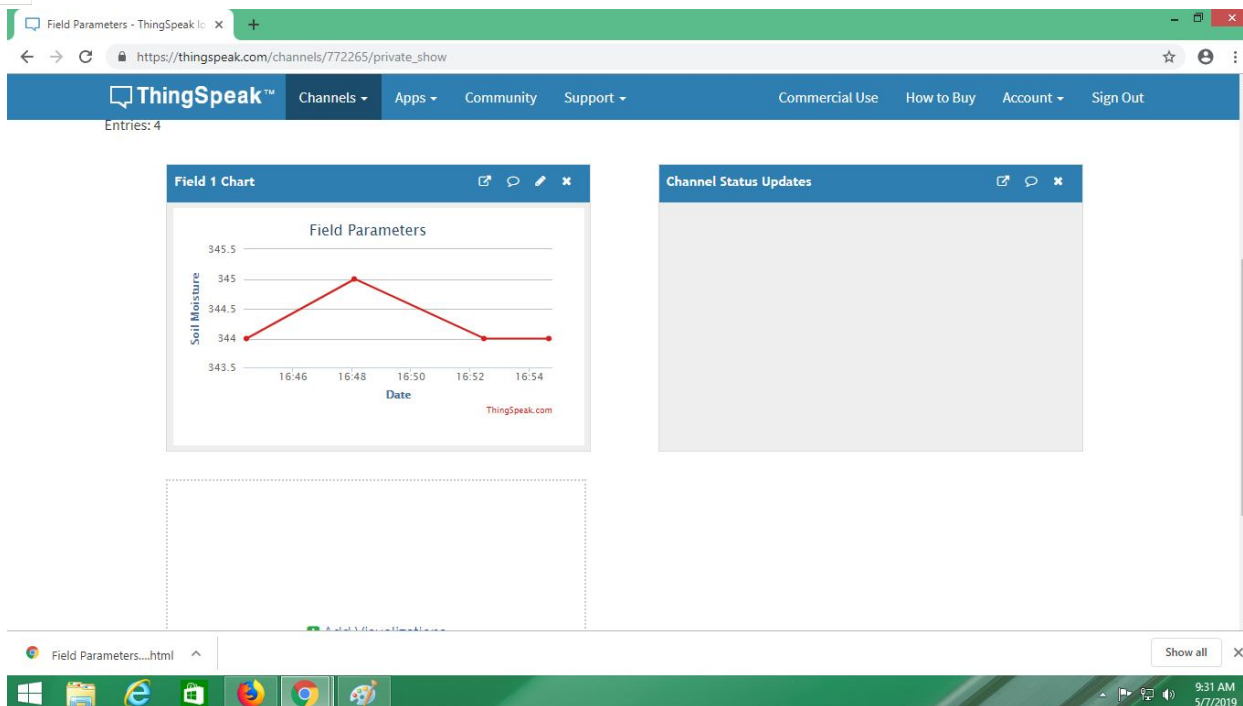 Field Parameters - ThingSpeak Io
https://thingspeak.com/channels/772265/private_show
ThingSpeak™ Channels Apps Community Support Commercial Use How to Buy Account Sign Out
Entries: 4
Field 1 Chart
Field Parameters
Soil Moisture
345.5
345
344.5
344
343.5
16:46 16:48 16:50 16:52 16:54
Date
ThingSpeak.com
Channel Status Updates
Add Visualizations
Field Parameters....html
Show all
9:31 AM
5/7/2019